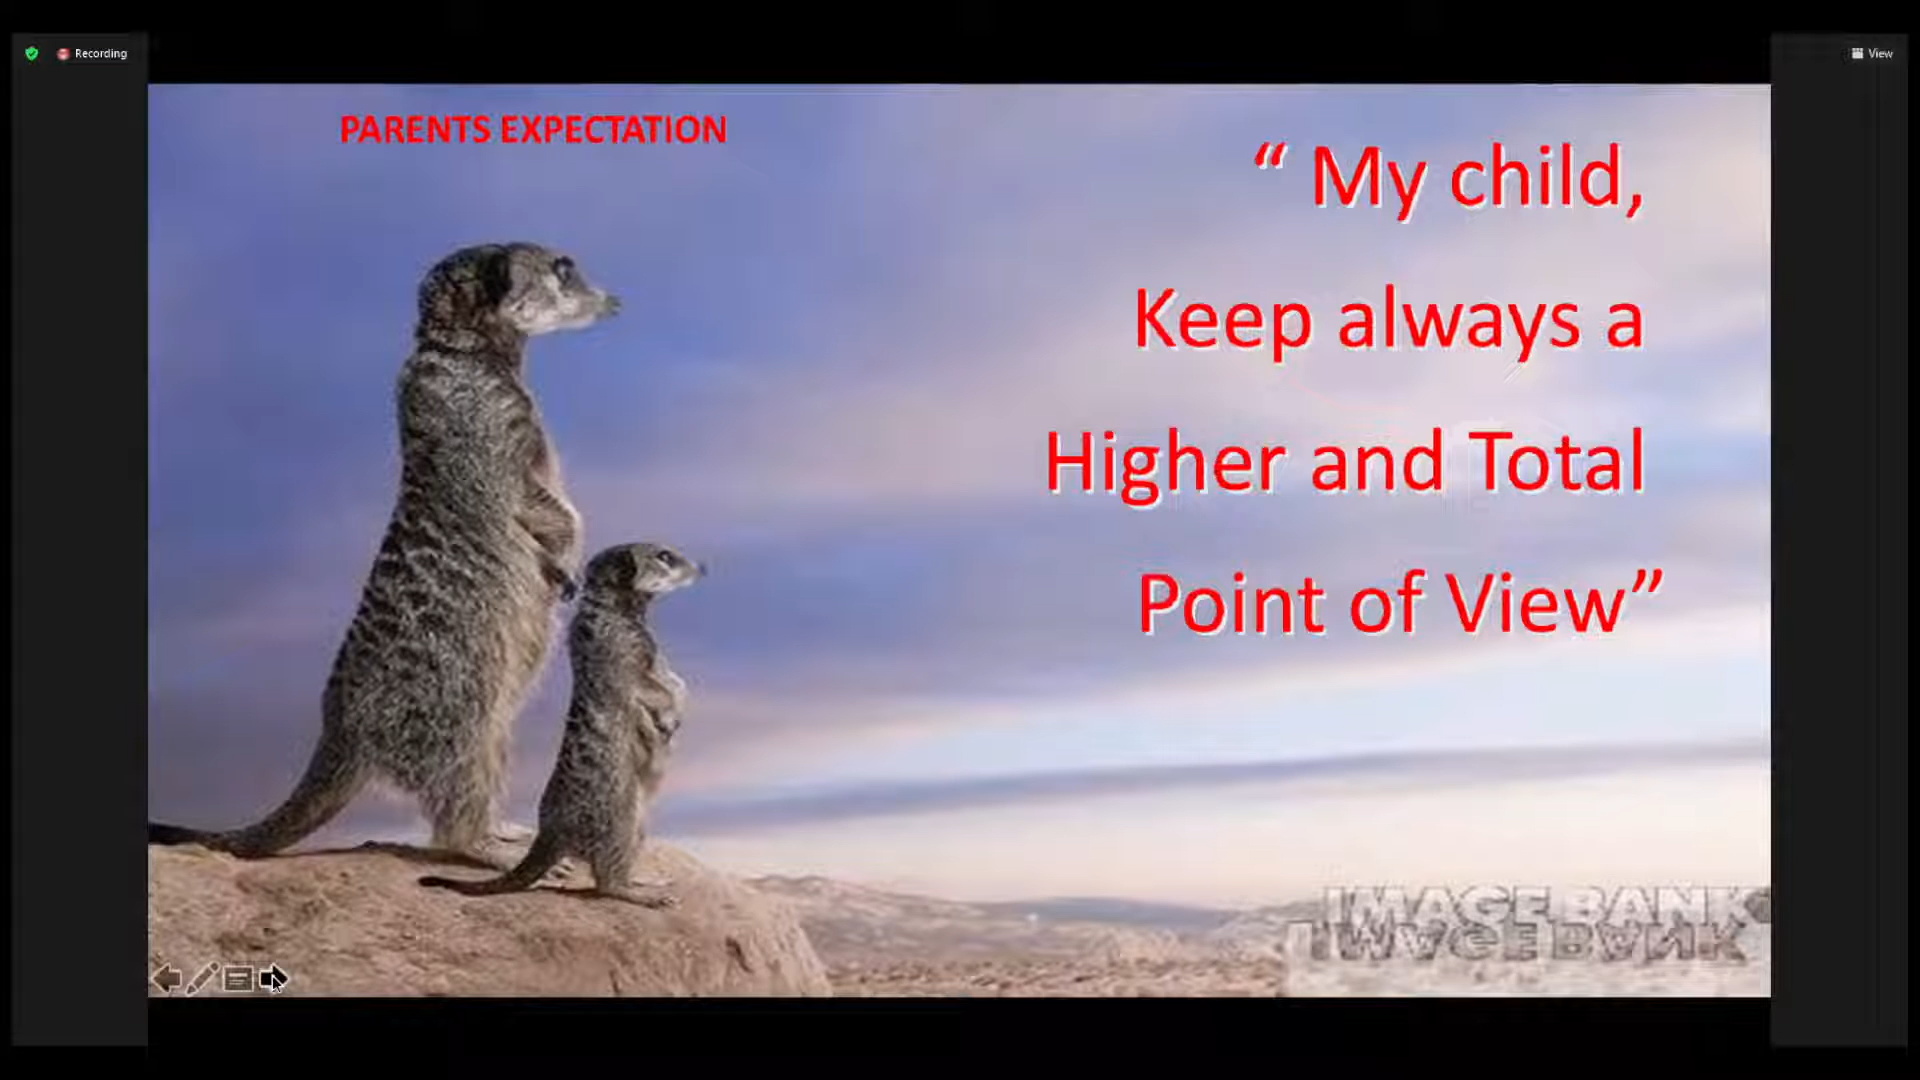 Recording
View
PARENTS EXPECTATION
“ My child,
Keep always a
Higher and Total
Point of View”
IMAGE BANK